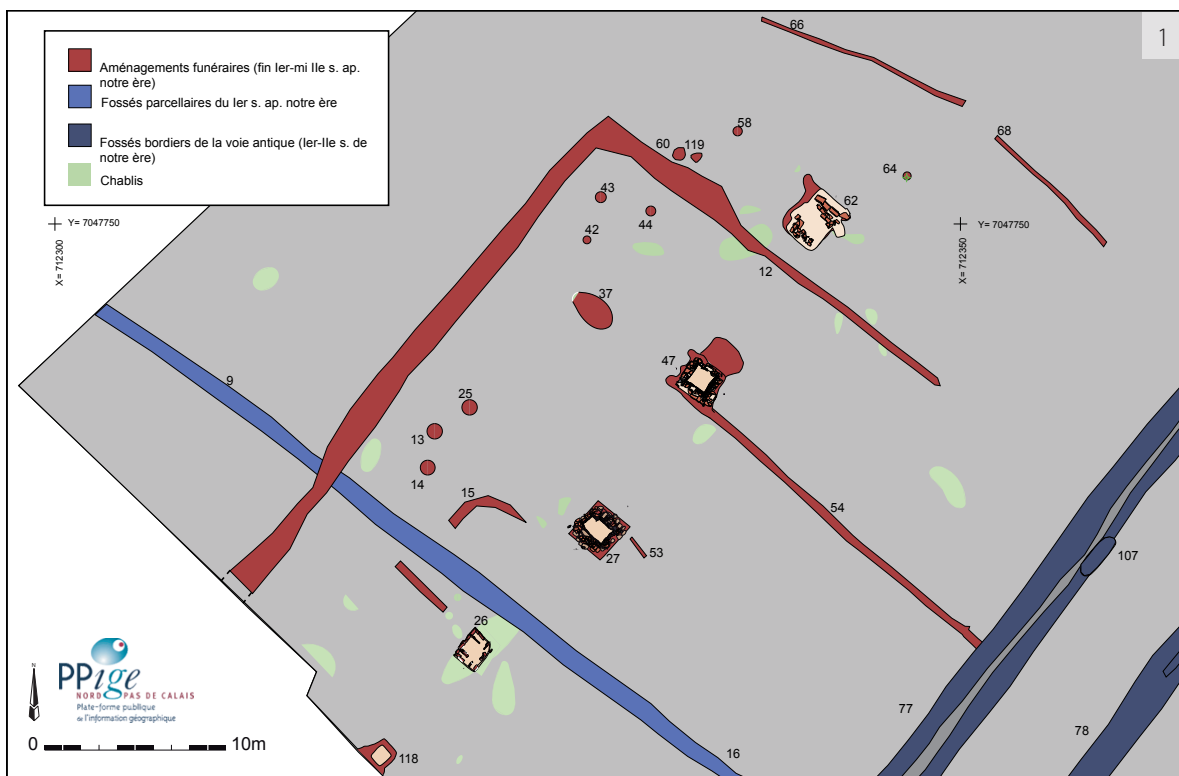 1
Aménagements funéraires (fin Ier-mi IIe s. ap.
notre ère)
Fossés parcellaires du Ier s. ap. notre ère
Fossés bordiers de la voie antique (Ier-IIe s. de
notre ère)
Chablis
66
58
60 119
68
64
43
62
44
42
Y= 7047750
X= 712300
Y= 7047750
X= 712350
12
37
47
9
25
13
14
15
54
53
27
107
26
77
78
16
118
N
PPige
NORD PAS DE CALAIS
Plate-forme publique
de l'information géographique
0 10m